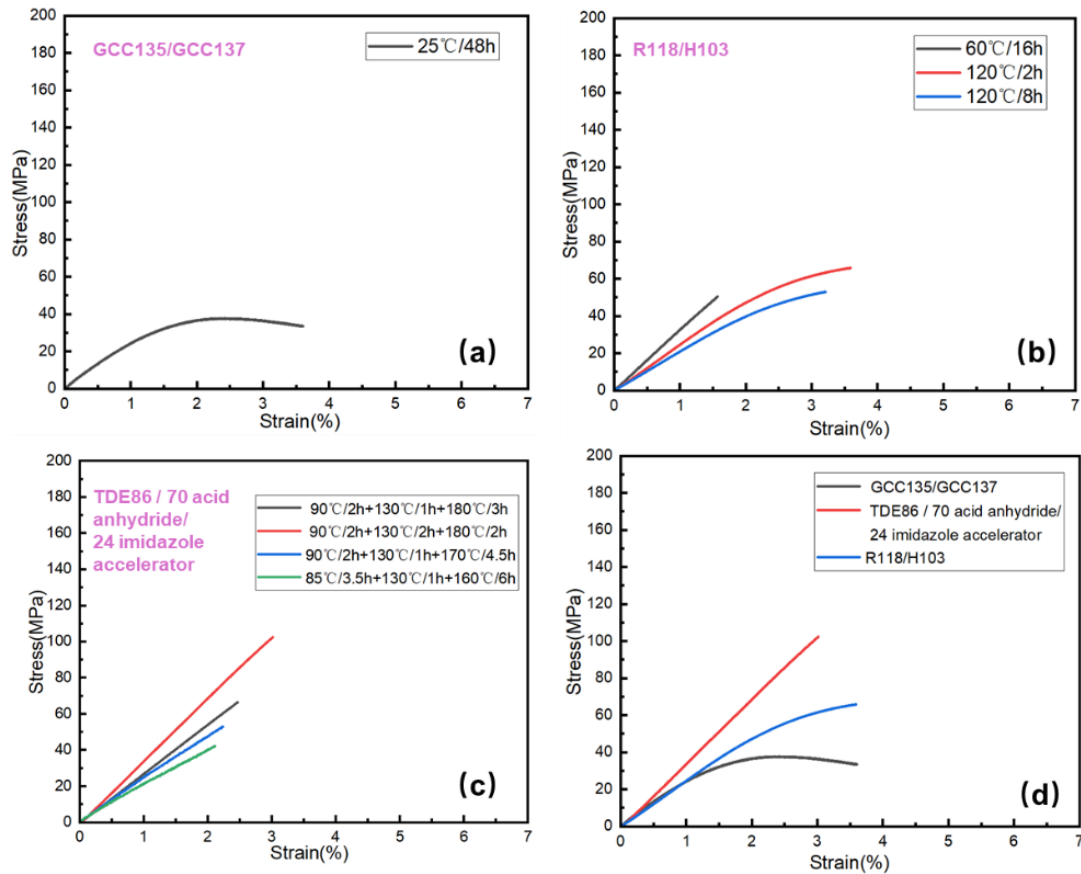 GCC135/GCC137
25℃/48h
200
180
160
140
120
100
80
60
40
20
0
Stress(MPa)
(a)
0 1 2 3 4 5 6 7
Strain(%)
R118/H103
60℃/16h
120℃/2h
120℃/8h
200
180
160
140
120
100
80
60
40
20
0
Stress(MPa)
(b)
0 1 2 3 4 5 6 7
Strain(%)
TDE86 / 70 acid
anhydride/
24 imidazole
accelerator
90℃/2h+130℃/1h+180℃/3h
90℃/2h+130℃/2h+180℃/2h
90℃/2h+130℃/1h+170℃/4.5h
85℃/3.5h+130℃/1h+160℃/6h
200
180
160
140
120
100
80
60
40
20
0
Stress(MPa)
(c)
0 1 2 3 4 5 6 7
Strain(%)
GCC135/GCC137
TDE86 / 70 acid anhydride/
24 imidazole accelerator
R118/H103
200
180
160
140
120
100
80
60
40
20
0
Stress(MPa)
(d)
0 1 2 3 4 5 6 7
Strain(%)